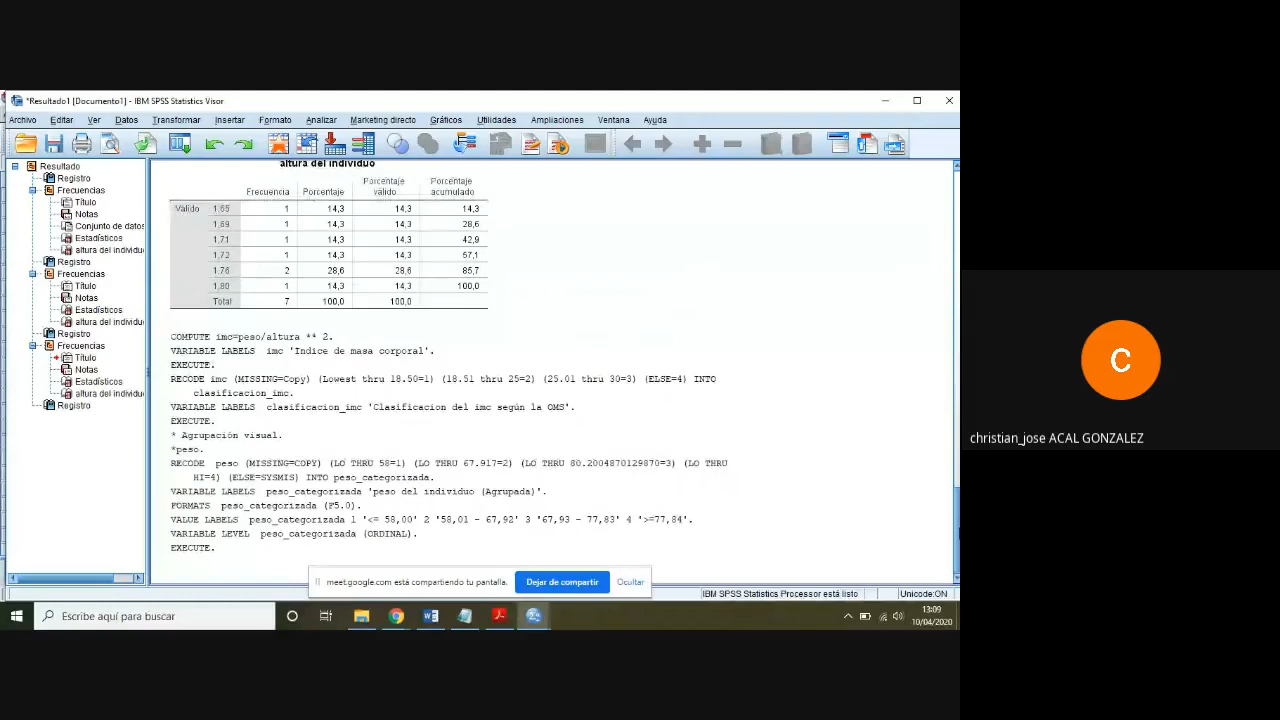 *Resultado1 [Documento1] - IBM SPSS Statistics Visor
Archivo Editar Ver Datos Transformar Insertar Formato Analizar Marketing directo Gráficos Utilidades Ampliaciones Ventana Ayuda
Resultado
Registro
Frecuencias
Título
Notas
Conjunto de datos
Estadísticos
altura del individuo
Registro
Frecuencias
Título
Notas
Estadísticos
altura del individuo
Registro
Frecuencias
Título
Notas
Estadísticos
altura del individuo
Registro
altura del individuo
Frecuencia Porcentaje Porcentaje válido Porcentaje acumulado
Válido 1,65 1 14,3 14,3 14,3
1,69 1 14,3 14,3 28,6
1,71 1 14,3 14,3 42,9
1,72 1 14,3 14,3 57,1
1,76 2 28,6 28,6 85,7
1,80 1 14,3 14,3 100,0
Total 7 100,0 100,0
COMPUTE imc=peso/altura ** 2.
VARIABLE LABELS imc 'Indice de masa corporal'.
EXECUTE.
RECODE imc (MISSING=Copy) (Lowest thru 18.50=1) (18.51 thru 25=2) (25.01 thru 30=3) (ELSE=4) INTO
clasificacion_imc.
VARIABLE LABELS clasificacion_imc 'Clasificacion del imc según la OMS'.
EXECUTE.
* Agrupación visual.
*peso.
RECODE peso (MISSING=COPY) (LO THRU 58=1) (LO THRU 67.917=2) (LO THRU 80.2004870129870=3) (LO THRU
HI=4) (ELSE=SYSMIS) INTO peso_categorizada.
VARIABLE LABELS peso_categorizada 'peso del individuo (Agrupada)'.
FORMATS peso_categorizada (F5.0).
VALUE LABELS peso_categorizada 1 '<= 58,00' 2 '58,01 - 67,92' 3 '67,93 - 77,83' 4 '>=77,84'.
VARIABLE LEVEL peso_categorizada (ORDINAL).
EXECUTE.
meet.google.com está compartiendo tu pantalla. Dejar de compartir Ocultar
IBM SPSS Statistics Processor está listo Unicode:ON
Escribe aquí para buscar
13:09
10/04/2020
C
christian_jose ACAL GONZALEZ